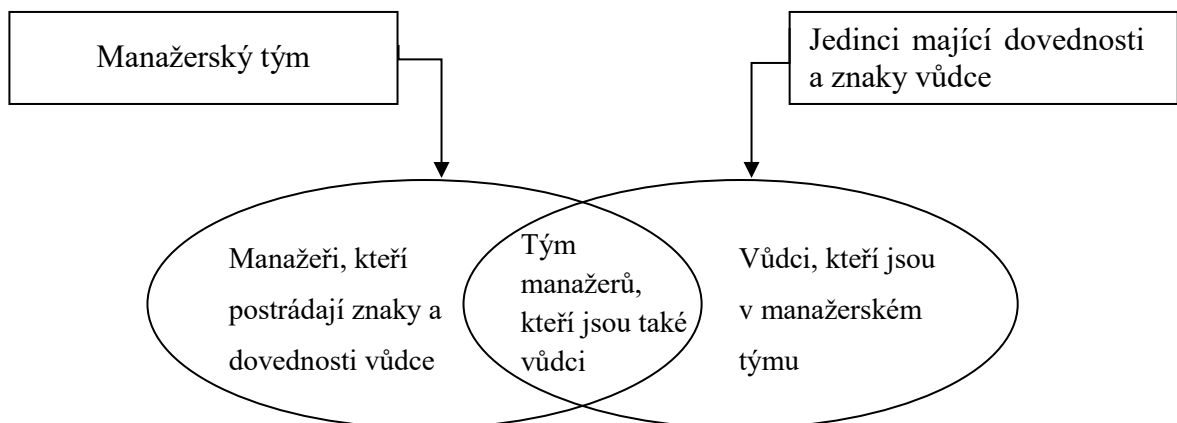 Manažerský tým
Jedinci mající dovednosti
a znaky vůdce
Manažeři, kteří
postrádají znaky a
dovednosti vůdce
Tým
manažerů,
kteří jsou také
vůdci
Vůdci, kteří jsou
v manažerském
týmu